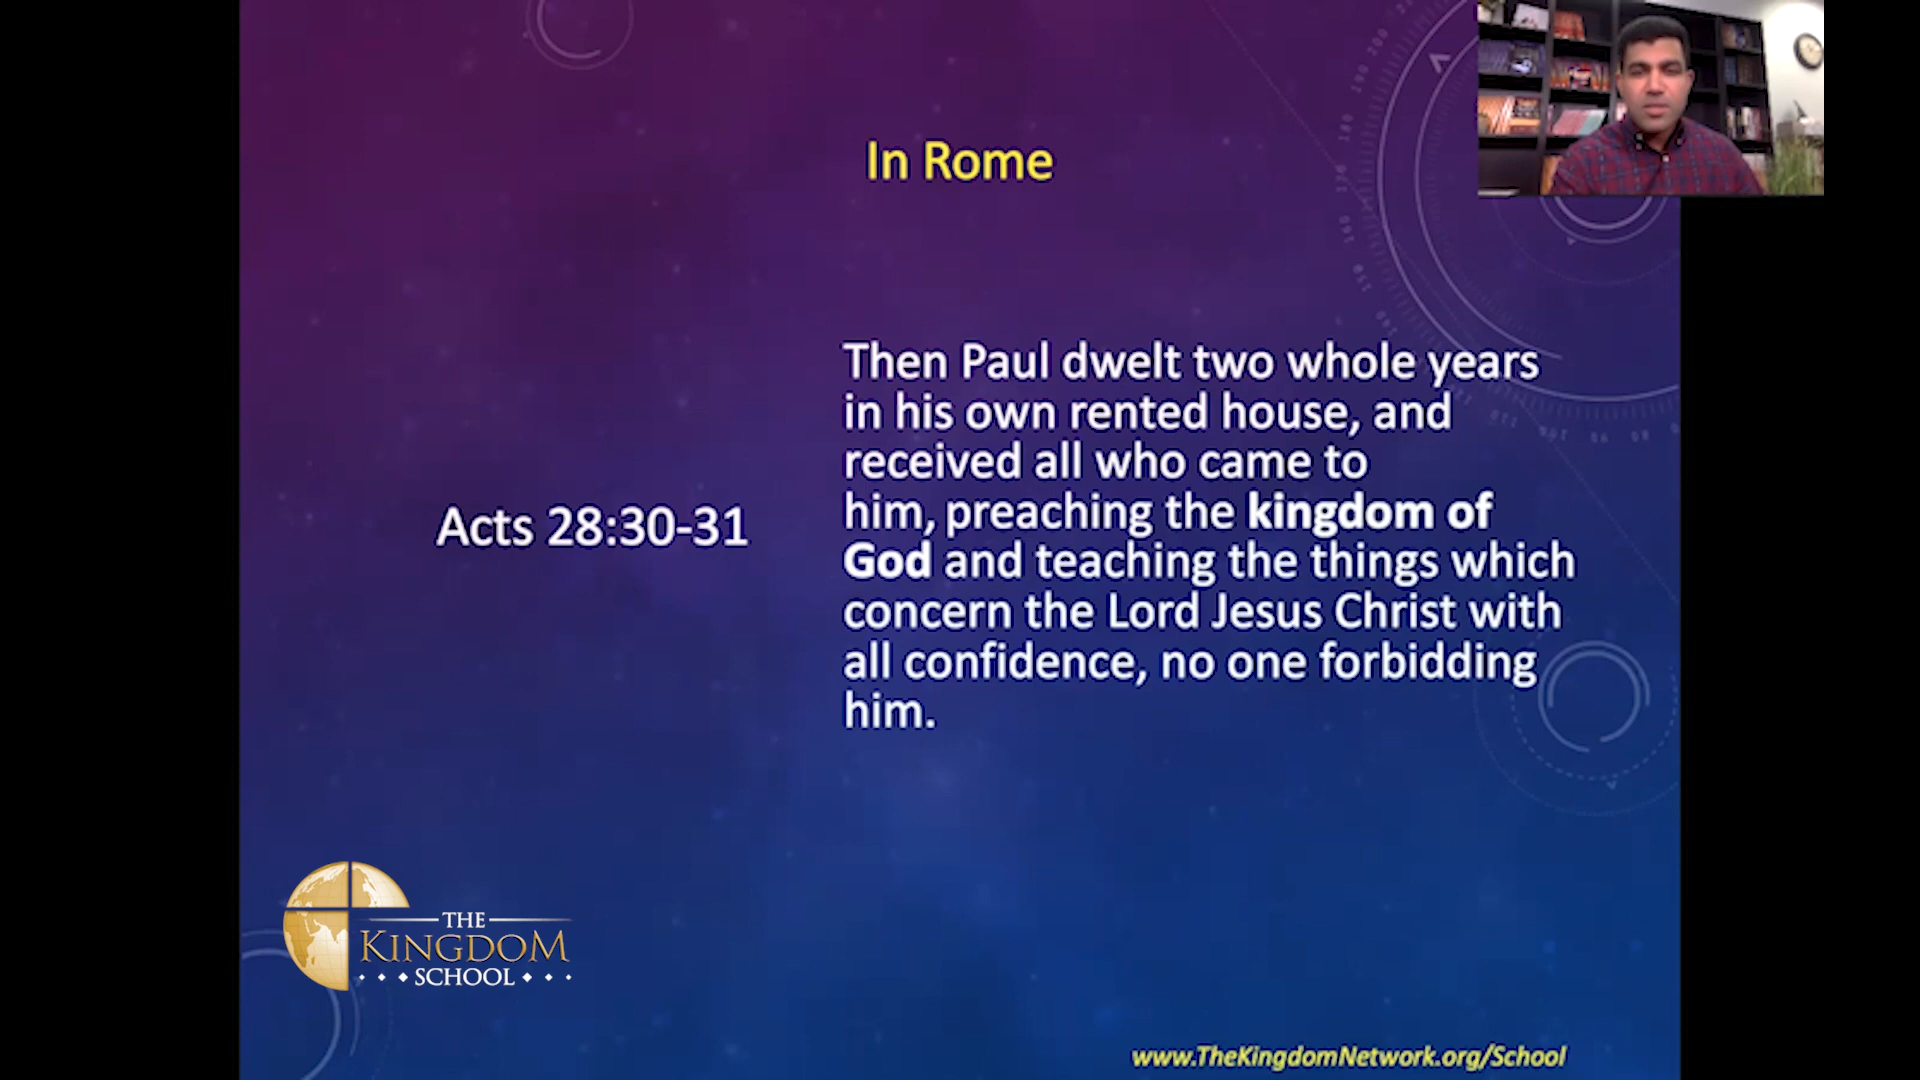 In Rome
Acts 28:30-31
Then Paul dwelt two whole years
in his own rented house, and
received all who came to
him, preaching the kingdom of
God and teaching the things which
concern the Lord Jesus Christ with
all confidence, no one forbidding
him.
THE
KINGDOM
SCHOOL
www.TheKingdomNetwork.org/School